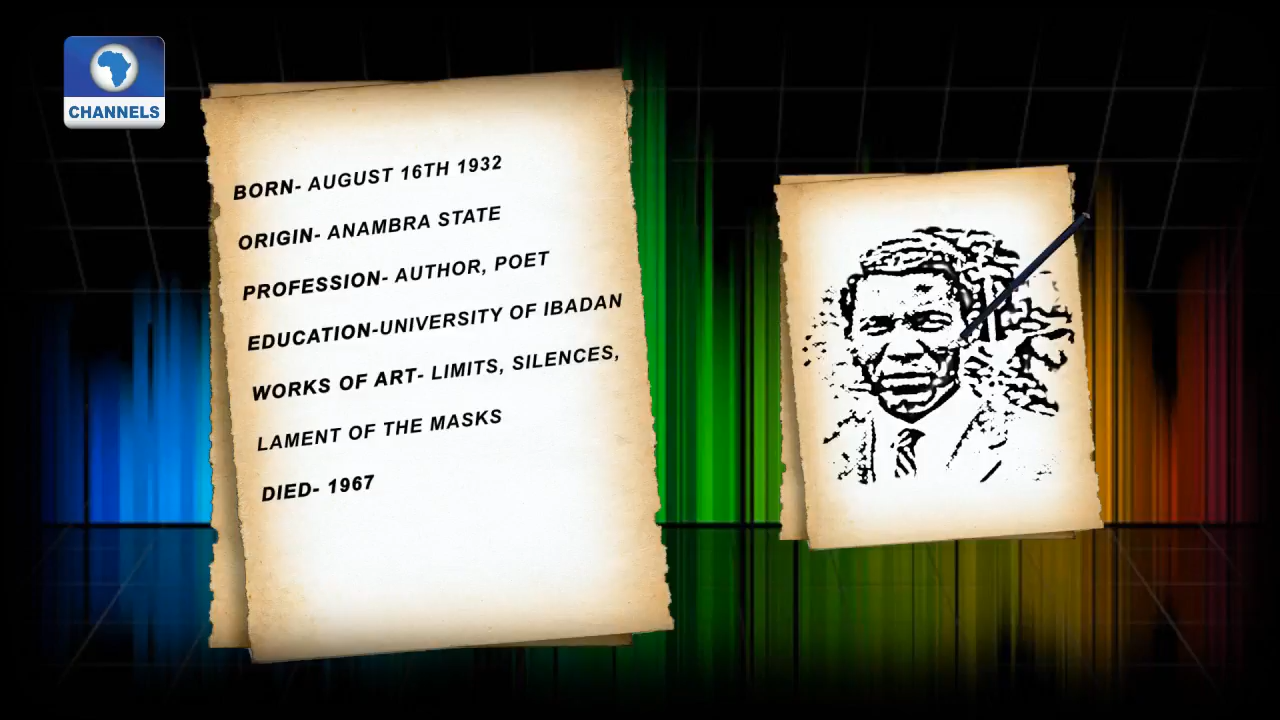 CHANNELS
BORN- AUGUST 16TH 1932
ORIGIN- ANAMBRA STATE
PROFESSION- AUTHOR, POET
EDUCATION-UNIVERSITY OF IBADAN
WORKS OF ART- LIMITS, SILENCES,
LAMENT OF THE MASKS
DIED- 1967